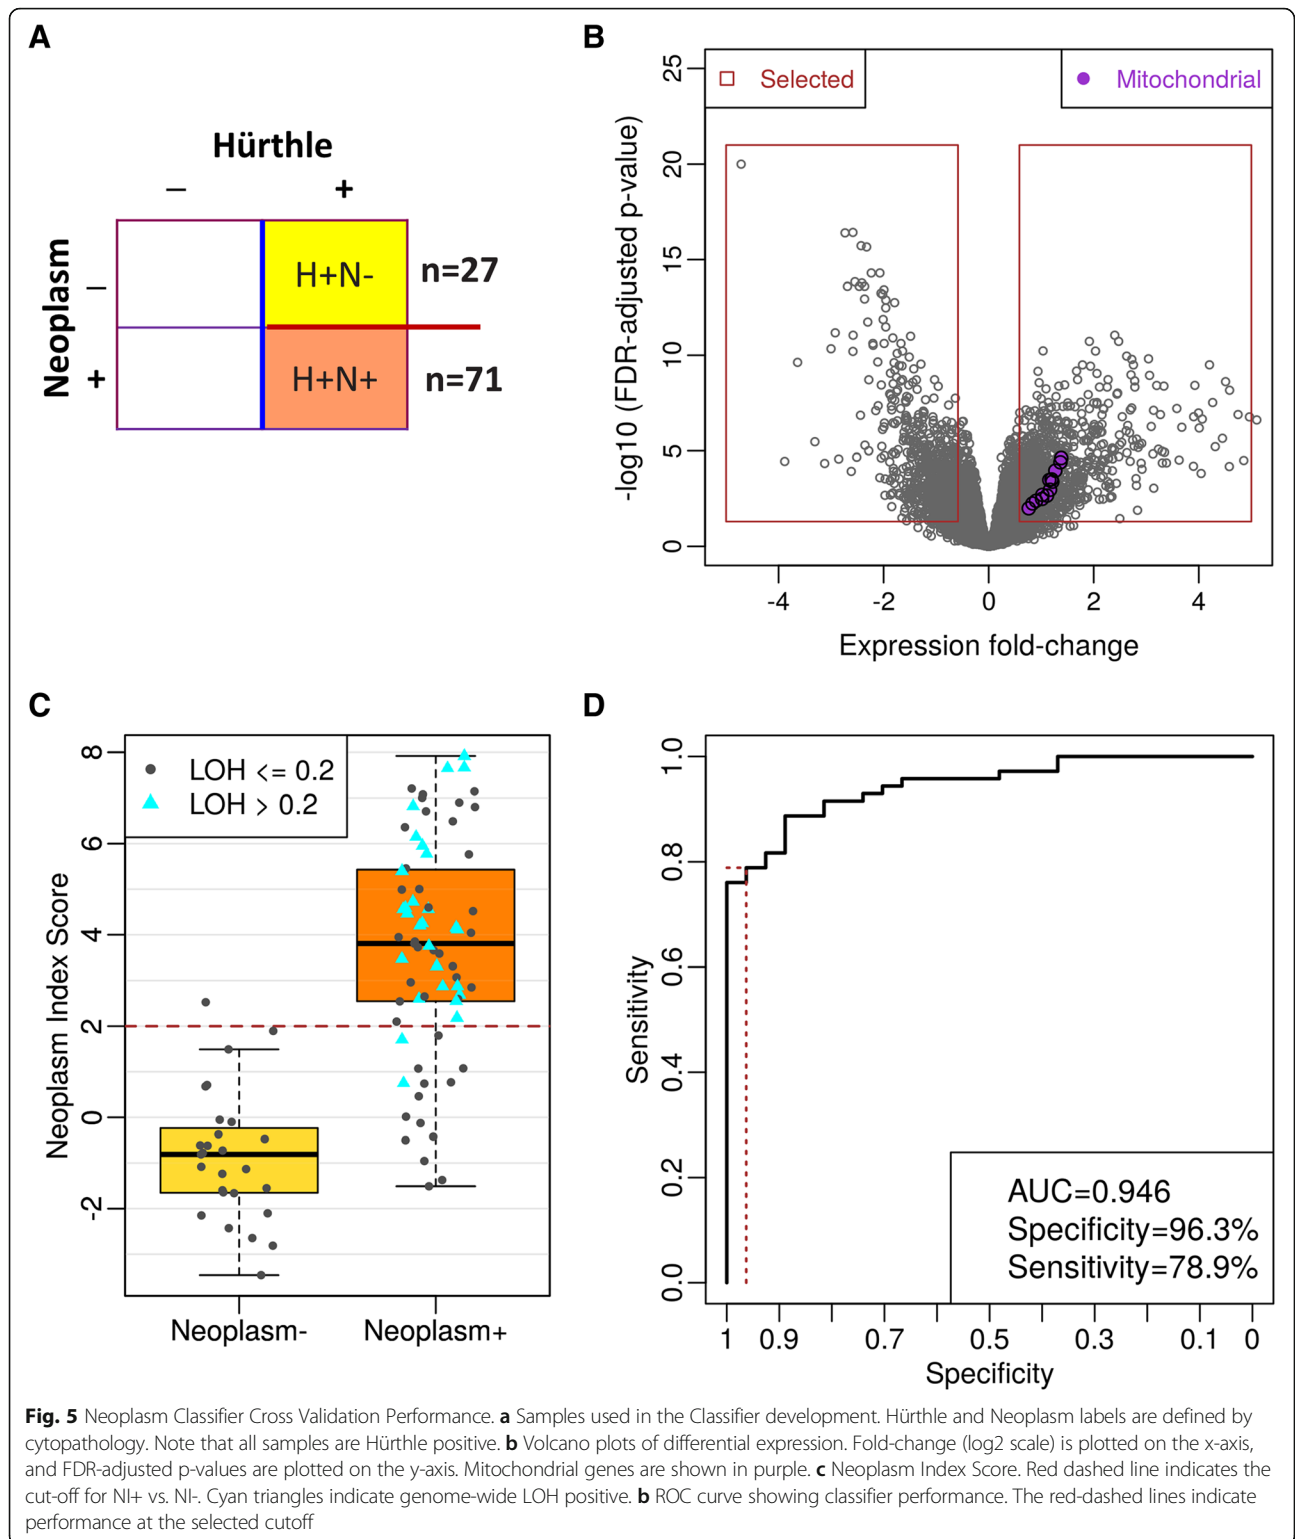 A
Hürthle
– +
Neoplasm
–
H+N-
n=27
+
H+N+
n=71
B
Selected
Mitochondrial
-log10 (FDR-adjusted p-value)
25
20
15
10
5
0
-4 -2 0 2 4
Expression fold-change
C
LOH <= 0.2
LOH > 0.2
Neoplasm Index Score
8
6
4
2
0
-2
Neoplasm- Neoplasm+
D
Sensitivity
1.0
0.8
0.6
0.4
0.2
0.0
AUC=0.946
Specificity=96.3%
Sensitivity=78.9%
1 0.9 0.7 0.5 0.3 0.1 0
Specificity
Fig. 5 Neoplasm Classifier Cross Validation Performance. a Samples used in the Classifier development. Hürthle and Neoplasm labels are defined by
cytopathology. Note that all samples are Hürthle positive. b Volcano plots of differential expression. Fold-change (log2 scale) is plotted on the x-axis,
and FDR-adjusted p-values are plotted on the y-axis. Mitochondrial genes are shown in purple. c Neoplasm Index Score. Red dashed line indicates the
cut-off for NI+ vs. NI-. Cyan triangles indicate genome-wide LOH positive. b ROC curve showing classifier performance. The red-dashed lines indicate
performance at the selected cutoff